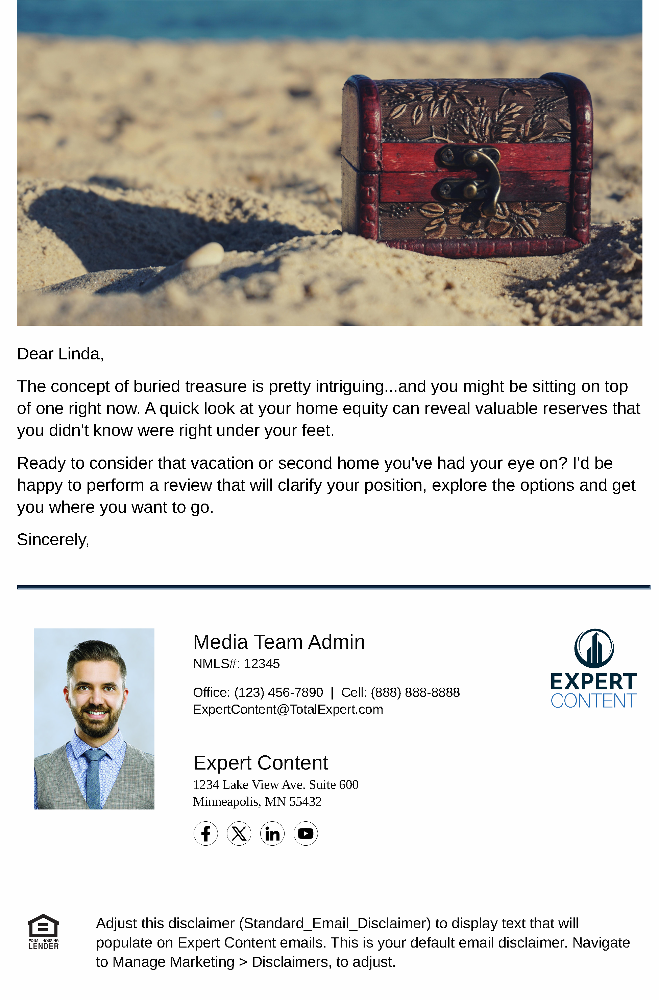 Dear Linda,
The concept of buried treasure is pretty intriguing...and you might be sitting on top
of one right now. A quick look at your home equity can reveal valuable reserves that
you didn't know were right under your feet.
Ready to consider that vacation or second home you've had your eye on? I'd be
happy to perform a review that will clarify your position, explore the options and get
you where you want to go.
Sincerely,
Media Team Admin
NMLS#: 12345
Office: (123) 456-7890 | Cell: (888) 888-8888
ExpertContent@TotalExpert.com
EXPERT
CONTENT
Expert Content
1234 Lake View Ave. Suite 600
Minneapolis, MN 55432
EQUAL HOUSING
LENDER
Adjust this disclaimer (Standard_Email_Disclaimer) to display text that will
populate on Expert Content emails. This is your default email disclaimer. Navigate
to Manage Marketing > Disclaimers, to adjust.